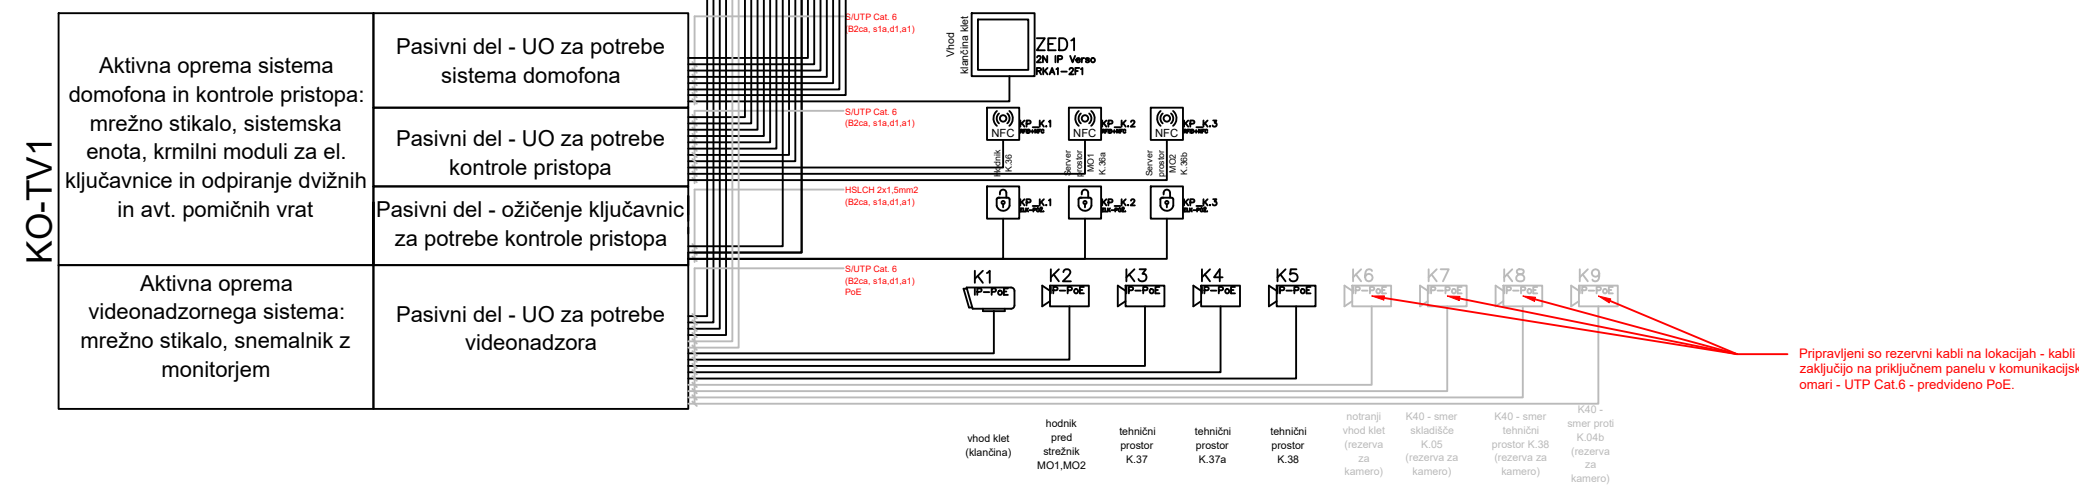 KO-TV1
Aktivna oprema sistema
domofona in kontrole pristopa:
mrežno stikalo, sistemska
enota, krmilni moduli za el.
ključavnice in odpiranje dvižnih
in avt. pomičnih vrat
Pasivni del - UO za potrebe
sistema domofona
Pasivni del - UO za potrebe
kontrole pristopa
Pasivni del - ožičenje ključavnic
za potrebe kontrole pristopa
Aktivna oprema
videonadzornega sistema:
mrežno stikalo, snemalnik z
monitorjem
Pasivni del - UO za potrebe
videonadzora
S/UTP Cat. 6
(B2ca, s1a,d1,a1)
Vhod
klančina klet
ZED1
2N IP Verso
RKA1-2F1
S/UTP Cat. 6
(B2ca, s1a,d1,a1)
NFC
KP_K.1
NFC
KP_K.2
NFC
KP_K.3
hodnik
K.36
Server
prostor
MO1
K.36a
Server
prostor
MO2
K.36b
HSLCH 2x1,5mm2
(B2ca, s1a,d1,a1)
KP_K.1
KP_K.2
KP_K.3
S/UTP Cat. 6
(B2ca, s1a,d1,a1)
PoE
K1
IP-PoE
K2
IP-PoE
K3
IP-PoE
K4
IP-PoE
K5
IP-PoE
K6
IP-PoE
K7
IP-PoE
K8
IP-PoE
K9
IP-PoE
Pripravljeni so rezervni kabli na lokacijah - kabli
zaključijo na priključnem panelu v komunikacijsk
omari - UTP Cat.6 - predvideno PoE.
vhod klet
(klančina)
hodnik
pred
strežnik
MO1,MO2
tehnični
prostor
K.37
tehnični
prostor
K.37a
tehnični
prostor
K.38
notranji
vhod klet
(rezerva
za
kamero)
K40 - smer
skladišče
K.05
(rezerva za
kamero)
K40 - smer
tehnični
prostor K.38
(rezerva za
kamero)
K40 -
smer proti
K.04b
(rezerva
za
kamero)